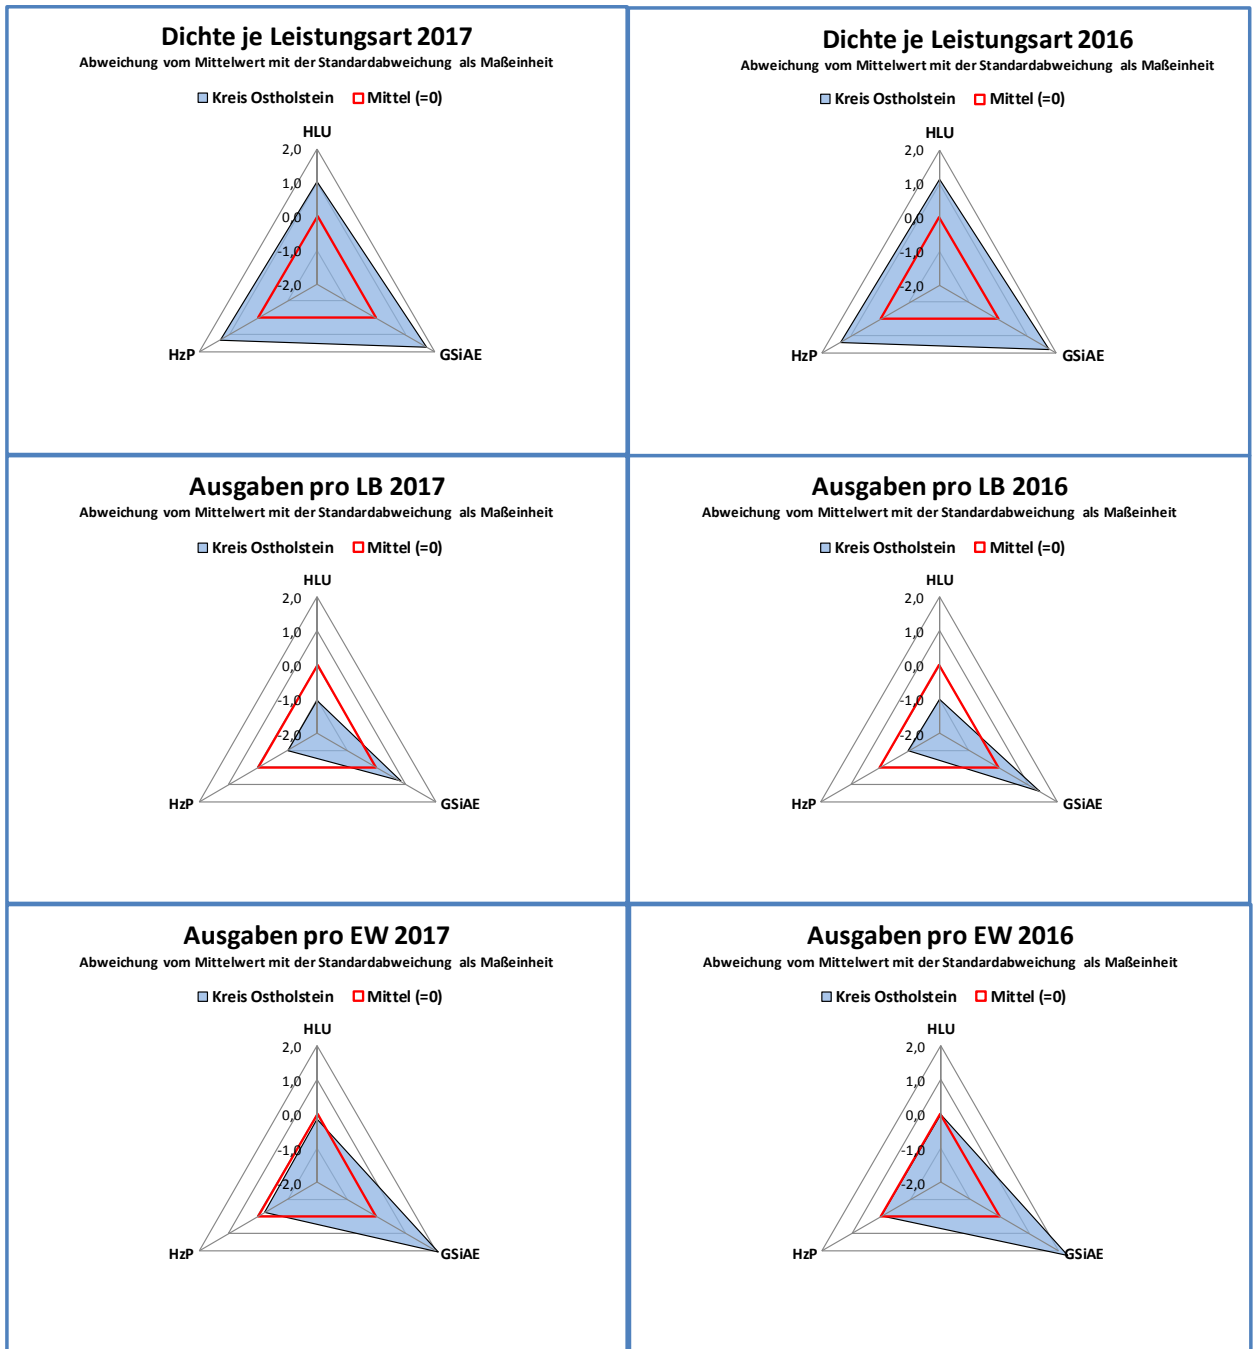 Dichte je Leistungsart 2017
Abweichung vom Mittelwert mit der Standardabweichung als Maßeinheit
Kreis Ostholstein Mittel (=0)
HLU
2,0
1,0
0,0
-1,0
-2,0
HzP
GSiAE
Dichte je Leistungsart 2016
Abweichung vom Mittelwert mit der Standardabweichung als Maßeinheit
Kreis Ostholstein Mittel (=0)
HLU
2,0
1,0
0,0
-1,0
-2,0
HzP
GSiAE
Ausgaben pro LB 2017
Abweichung vom Mittelwert mit der Standardabweichung als Maßeinheit
Kreis Ostholstein Mittel (=0)
HLU
2,0
1,0
0,0
-1,0
-2,0
HzP
GSiAE
Ausgaben pro LB 2016
Abweichung vom Mittelwert mit der Standardabweichung als Maßeinheit
Kreis Ostholstein Mittel (=0)
HLU
2,0
1,0
0,0
-1,0
-2,0
HzP
GSiAE
Ausgaben pro EW 2017
Abweichung vom Mittelwert mit der Standardabweichung als Maßeinheit
Kreis Ostholstein Mittel (=0)
HLU
2,0
1,0
0,0
-1,0
-2,0
HzP
GSiAE
Ausgaben pro EW 2016
Abweichung vom Mittelwert mit der Standardabweichung als Maßeinheit
Kreis Ostholstein Mittel (=0)
HLU
2,0
1,0
0,0
-1,0
-2,0
HzP
GSiAE